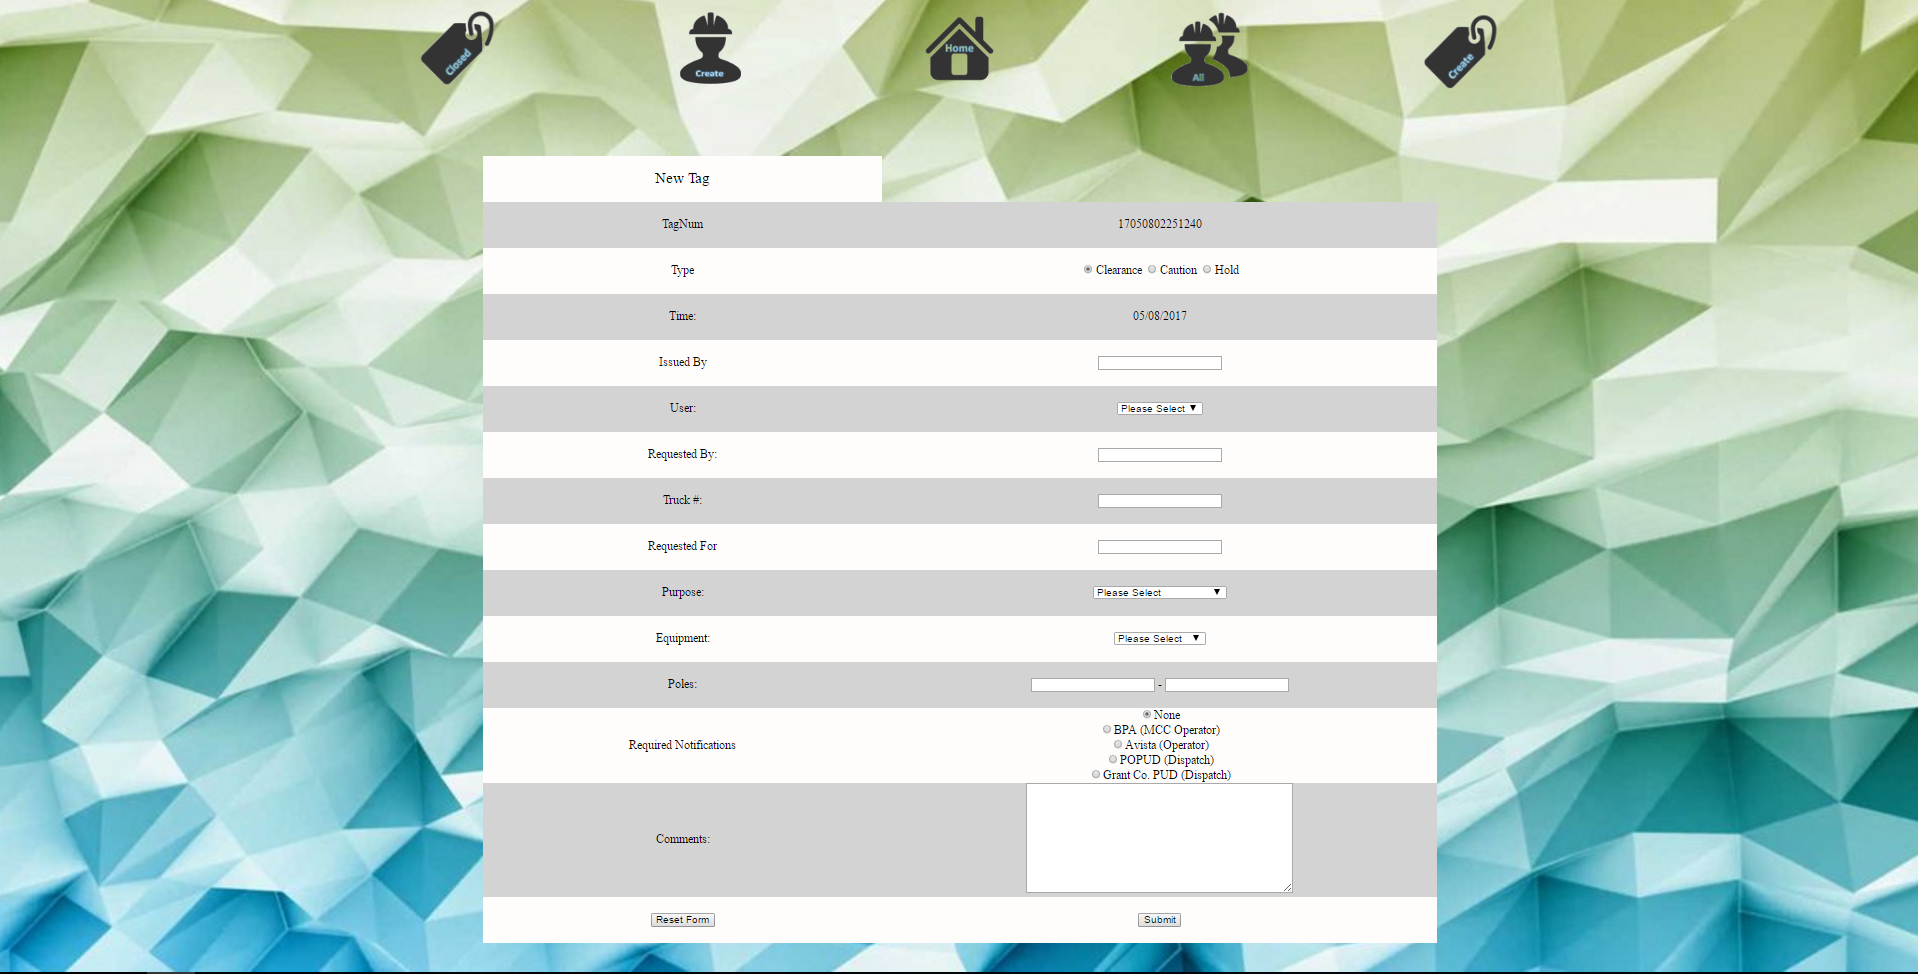 Closed
Create
Home
All
Create
New Tag
TagNum 17050802251240
Type Clearance Caution Hold
Time: 05/08/2017
Issued By
User: Please Select
Requested By:
Truck #:
Requested For
Purpose: Please Select
Equipment: Please Select
Poles: -
None
BPA (MCC Operator)
Required Notifications Avista (Operator)
POPUD (Dispatch)
Grant Co. PUD (Dispatch)
Comments:
Reset Form Submit